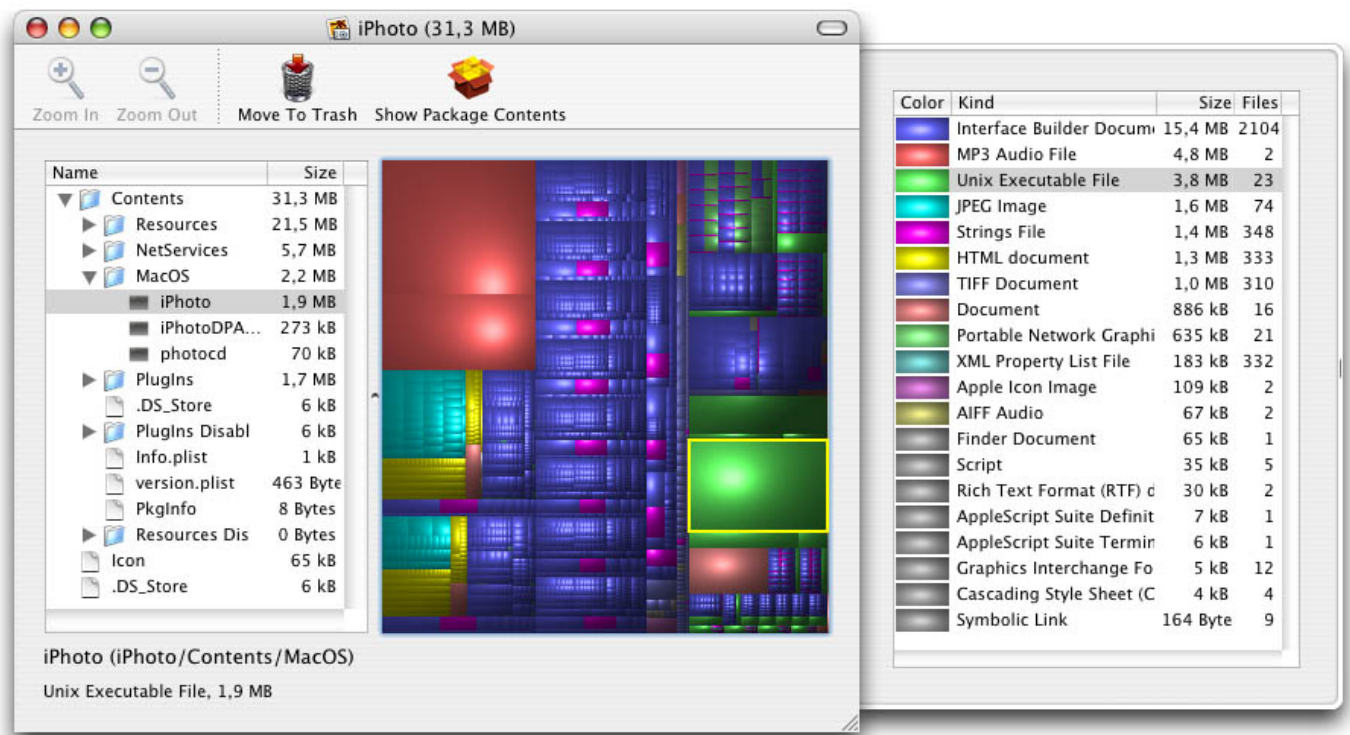 iPhoto (31,3 MB)
Zoom In Zoom Out Move To Trash Show Package Contents
Name Size
Contents 31,3 MB
Resources 21,5 MB
NetServices 5,7 MB
MacOS 2,2 MB
iPhoto 1,9 MB
iPhotoDPA... 273 kB
photocd 70 kB
PlugIns 1,7 MB
.DS_Store 6 kB
PlugIns Disabl 6 kB
Info.plist 1 kB
version.plist 463 Byte
PkgInfo 8 Bytes
Resources Dis 0 Bytes
Icon 65 kB
.DS_Store 6 kB
iPhoto (iPhoto/Contents/MacOS)
Unix Executable File, 1,9 MB
Color Kind Size Files
Interface Builder Docum 15,4 MB 2104
MP3 Audio File 4,8 MB 2
Unix Executable File 3,8 MB 23
JPEG Image 1,6 MB 74
Strings File 1,4 MB 348
HTML document 1,3 MB 333
TIFF Document 1,0 MB 310
Document 886 kB 16
Portable Network Graphi 635 kB 21
XML Property List File 183 kB 332
Apple Icon Image 109 kB 2
AIFF Audio 67 kB 2
Finder Document 65 kB 1
Script 35 kB 5
Rich Text Format (RTF) d 30 kB 2
AppleScript Suite Definit 7 kB 1
AppleScript Suite Termin 6 kB 1
Graphics Interchange Fo 5 kB 12
Cascading Style Sheet (C 4 kB 4
Symbolic Link 164 Byte 9